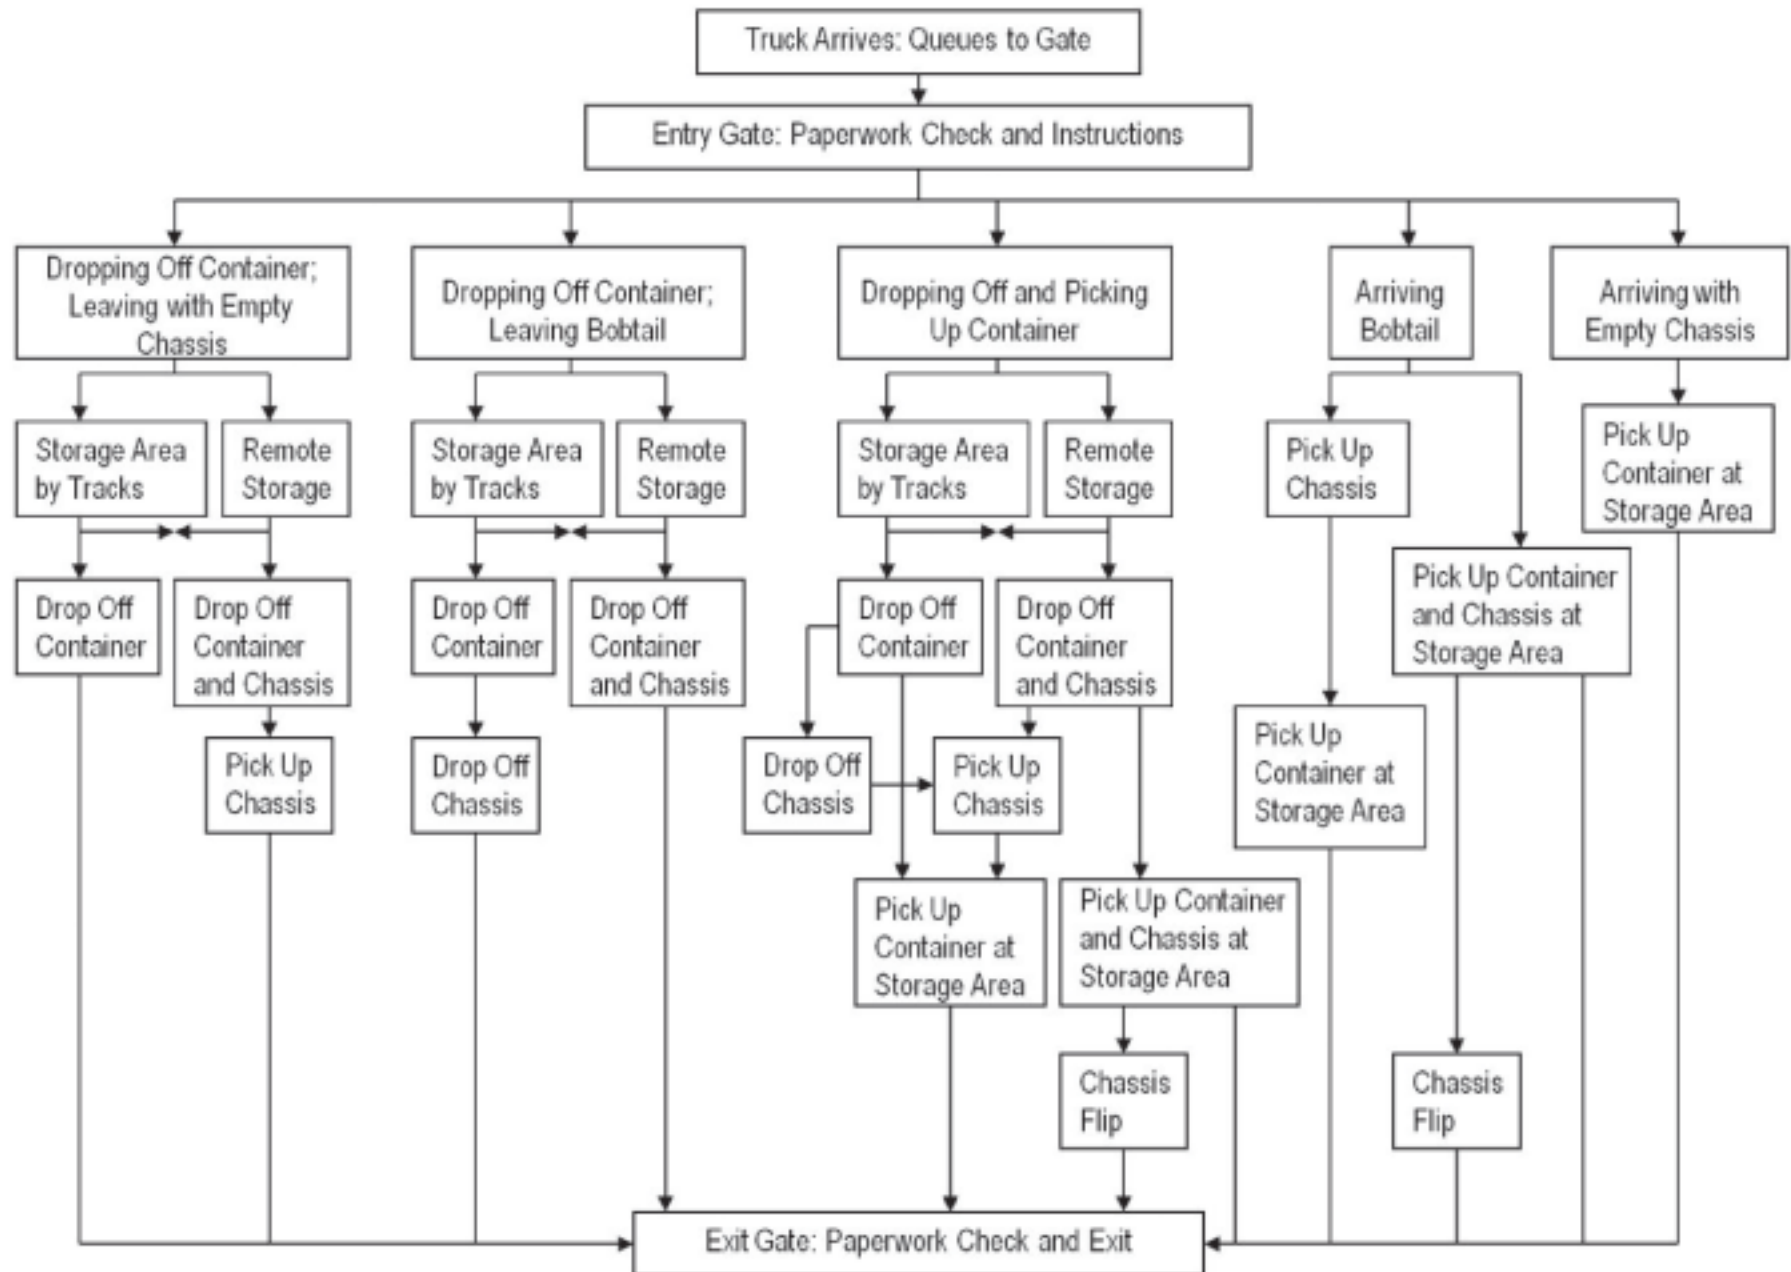 Truck Arrives: Queues to Gate
Entry Gate: Paperwork Check and Instructions
Dropping Off Container;
Leaving with Empty
Chassis
Dropping Off Container;
Leaving Bobtail
Dropping Off and Picking
Up Container
Arriving
Bobtail
Arriving with
Empty Chassis
Storage Area
by Tracks
Remote
Storage
Storage Area
by Tracks
Remote
Storage
Storage Area
by Tracks
Remote
Storage
Pick Up
Chassis
Pick Up
Container at
Storage Area
Drop Off
Container
Drop Off
Container
and Chassis
Drop Off
Container
Drop Off
Container
and Chassis
Drop Off
Container
Drop Off
Container
and Chassis
Pick Up Container
and Chassis at
Storage Area
Pick Up
Chassis
Drop Off
Chassis
Drop Off
Chassis
Pick Up
Chassis
Pick Up
Container at
Storage Area
Pick Up
Container at
Storage Area
Pick Up Container
and Chassis at
Storage Area
Chassis
Flip
Chassis
Flip
Exit Gate: Paperwork Check and Exit